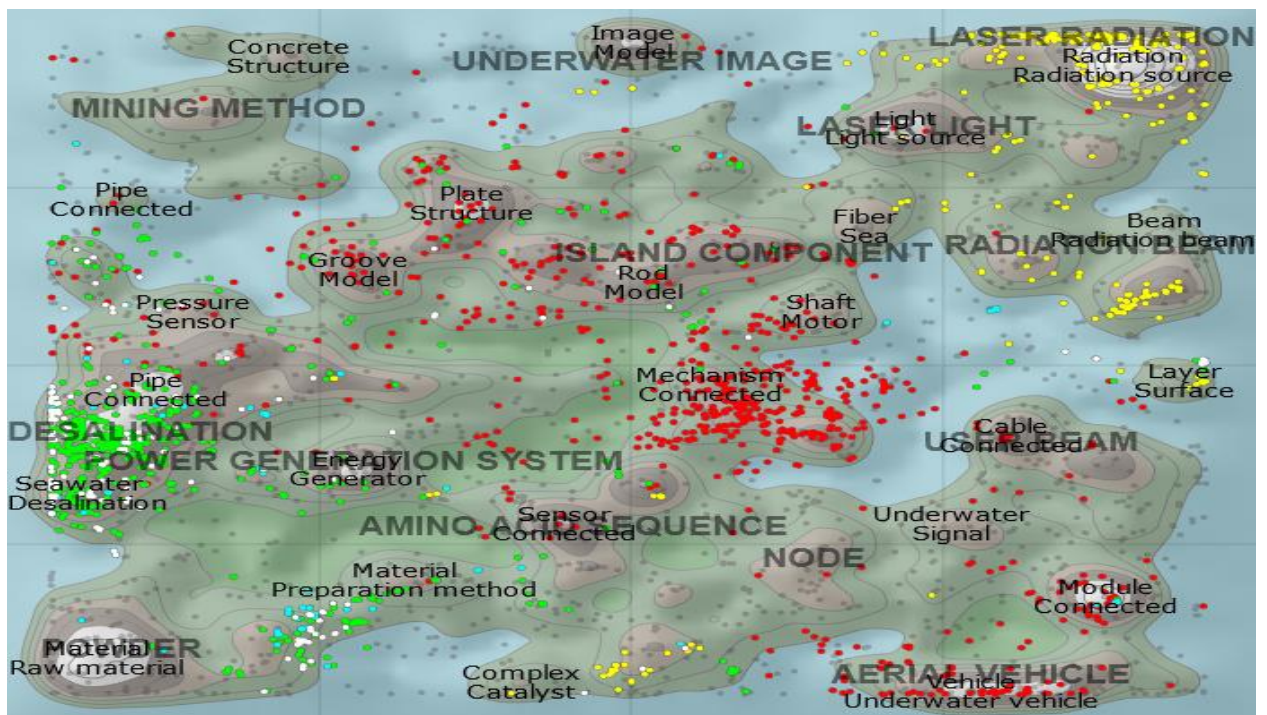 Image
Model
UNDERWATER IMAGE
Concrete
Structure
MINING METHOD
LASER RADIATION
Radiation
Radiation source
LASER LIGHT
Light
Light source
Pipe
Connected
Plate
Structure
Fiber
Sea
Beam
Radiation beam
RADIATION BEAM
ISLAND COMPONENT
Groove
Model
Rod
Model
Shaft
Motor
Pressure
Sensor
Pipe
Connected
Mechanism
Connected
Layer
Surface
DESALINATION
Cable
Connected
USER BEAM
POWER GENERATION SYSTEM
Energy
Generator
Seawater
Desalination
AMINO ACID SEQUENCE
Sensor
Connected
Underwater
Signal
NODE
Material
Preparation method
Module
Connected
POWDER
Material
Raw material
Complex
Catalyst
AERIAL VEHICLE
Vehicle
Underwater vehicle